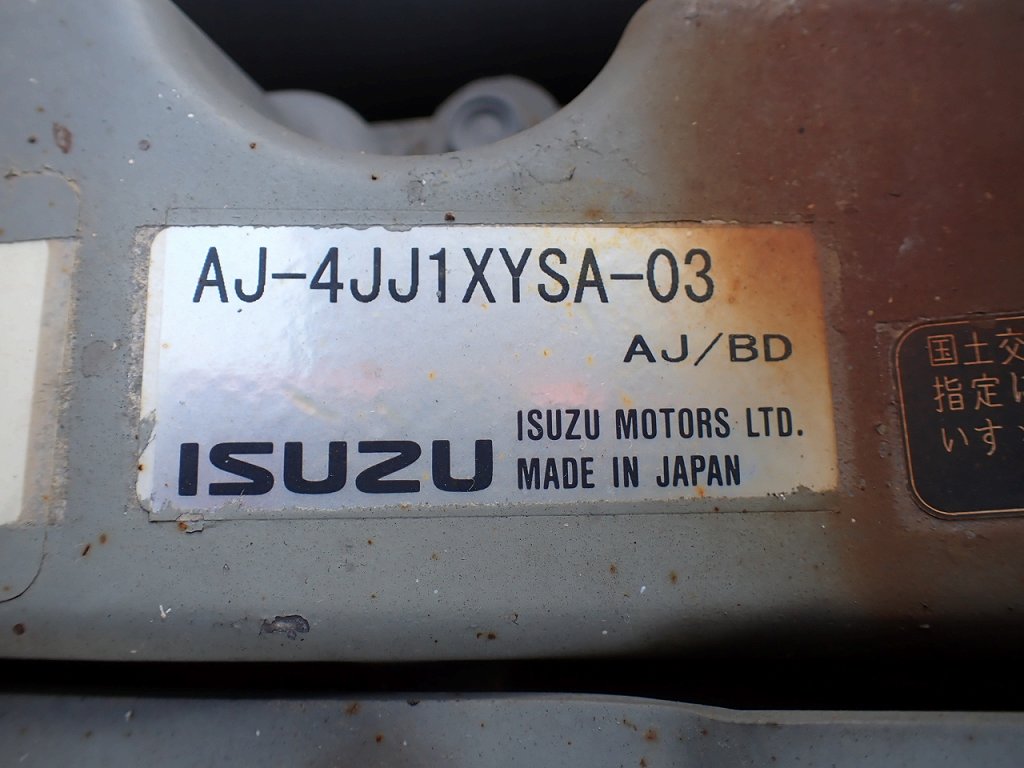 AJ-4JJ1XYSA-03
AJ/BD
ISUZU
ISUZU MOTORS LTD.
MADE IN JAPAN
国土交
指定に
いす